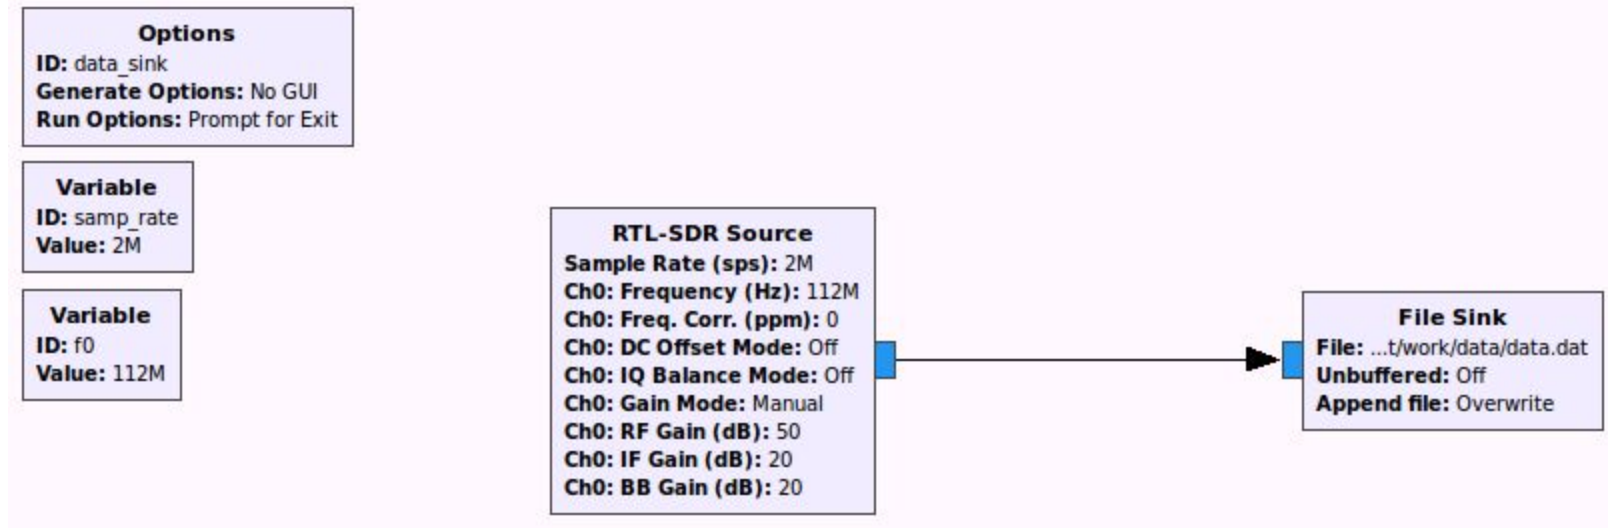 Options
ID: data_sink
Generate Options: No GUI
Run Options: Prompt for Exit
Variable
ID: samp_rate
Value: 2M
Variable
ID: f0
Value: 112M
RTL-SDR Source
Sample Rate (sps): 2M
Ch0: Frequency (Hz): 112M
Ch0: Freq. Corr. (ppm): 0
Ch0: DC Offset Mode: Off
Ch0: IQ Balance Mode: Off
Ch0: Gain Mode: Manual
Ch0: RF Gain (dB): 50
Ch0: IF Gain (dB): 20
Ch0: BB Gain (dB): 20
File Sink
File: ...t/work/data/data.dat
Unbuffered: Off
Append file: Overwrite